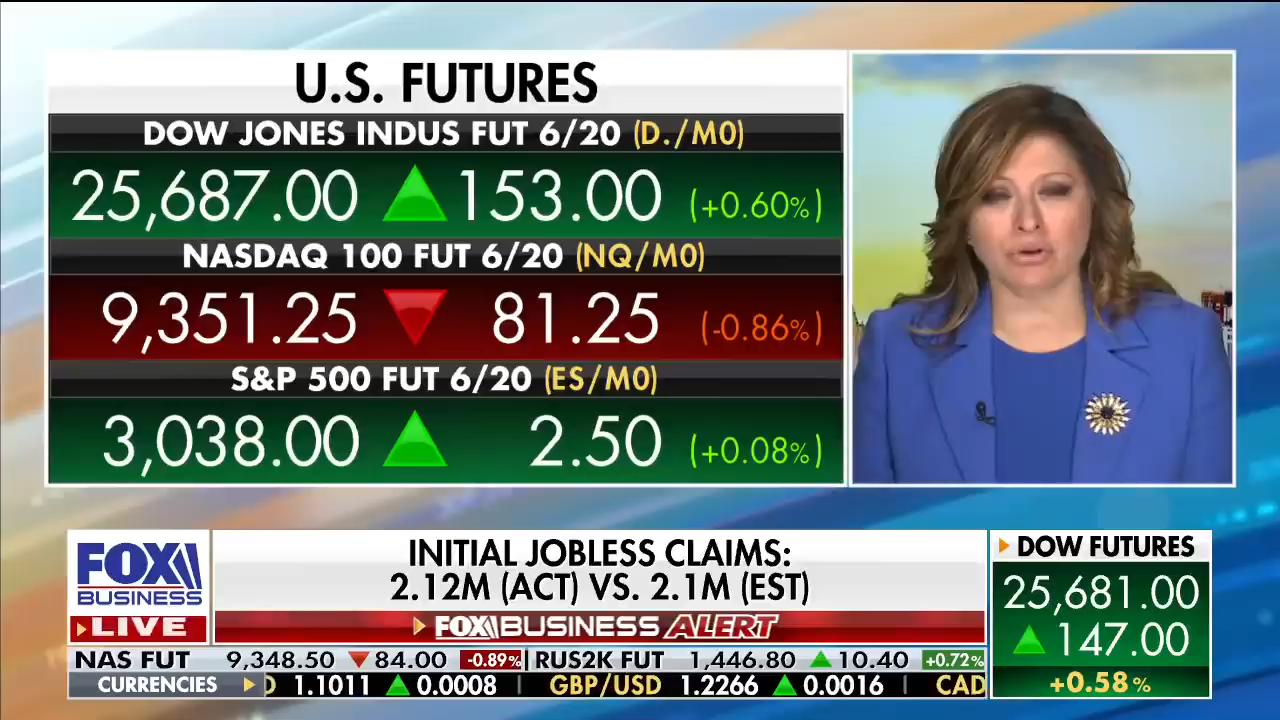 U.S. FUTURES
DOW JONES INDUS FUT 6/20 (D./M0)
25,687.00 153.00 (+0.60%)
NASDAQ 100 FUT 6/20 (NQ/M0)
9,351.25 81.25 (-0.86%)
S&P 500 FUT 6/20 (ES/M0)
3,038.00 2.50 (+0.08%)
FOX
BUSINESS
LIVE
INITIAL JOBLESS CLAIMS:
2.12M (ACT) VS. 2.1M (EST)
FOX BUSINESS ALERT
DOW FUTURES
25,681.00
147.00
+0.58%
NAS FUT 9,348.50 84.00 -0.89% RUS2K FUT 1,446.80 10.40 +0.72%
CURRENCIES 1.1011 0.0008 GBP/USD 1.2266 0.0016 CAD